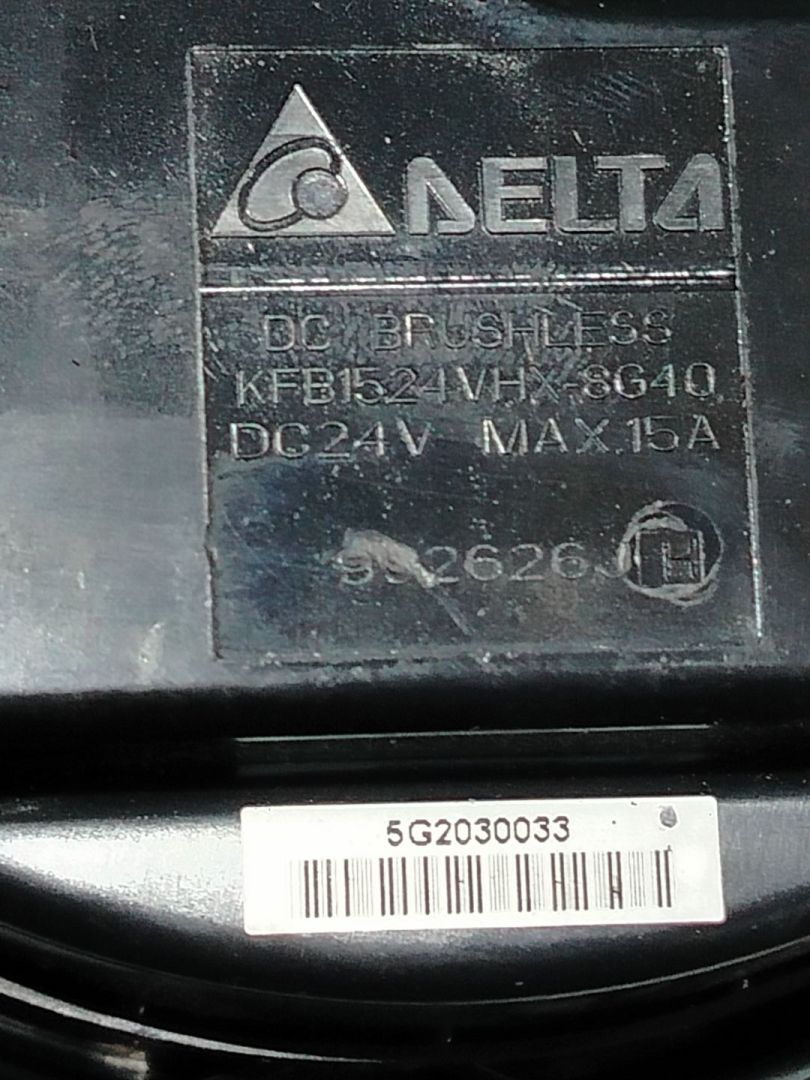 DELTA
DC BRUSHLESS
KFB1524VHX-8G40
DC24V MAX.15A
H
5G2030033